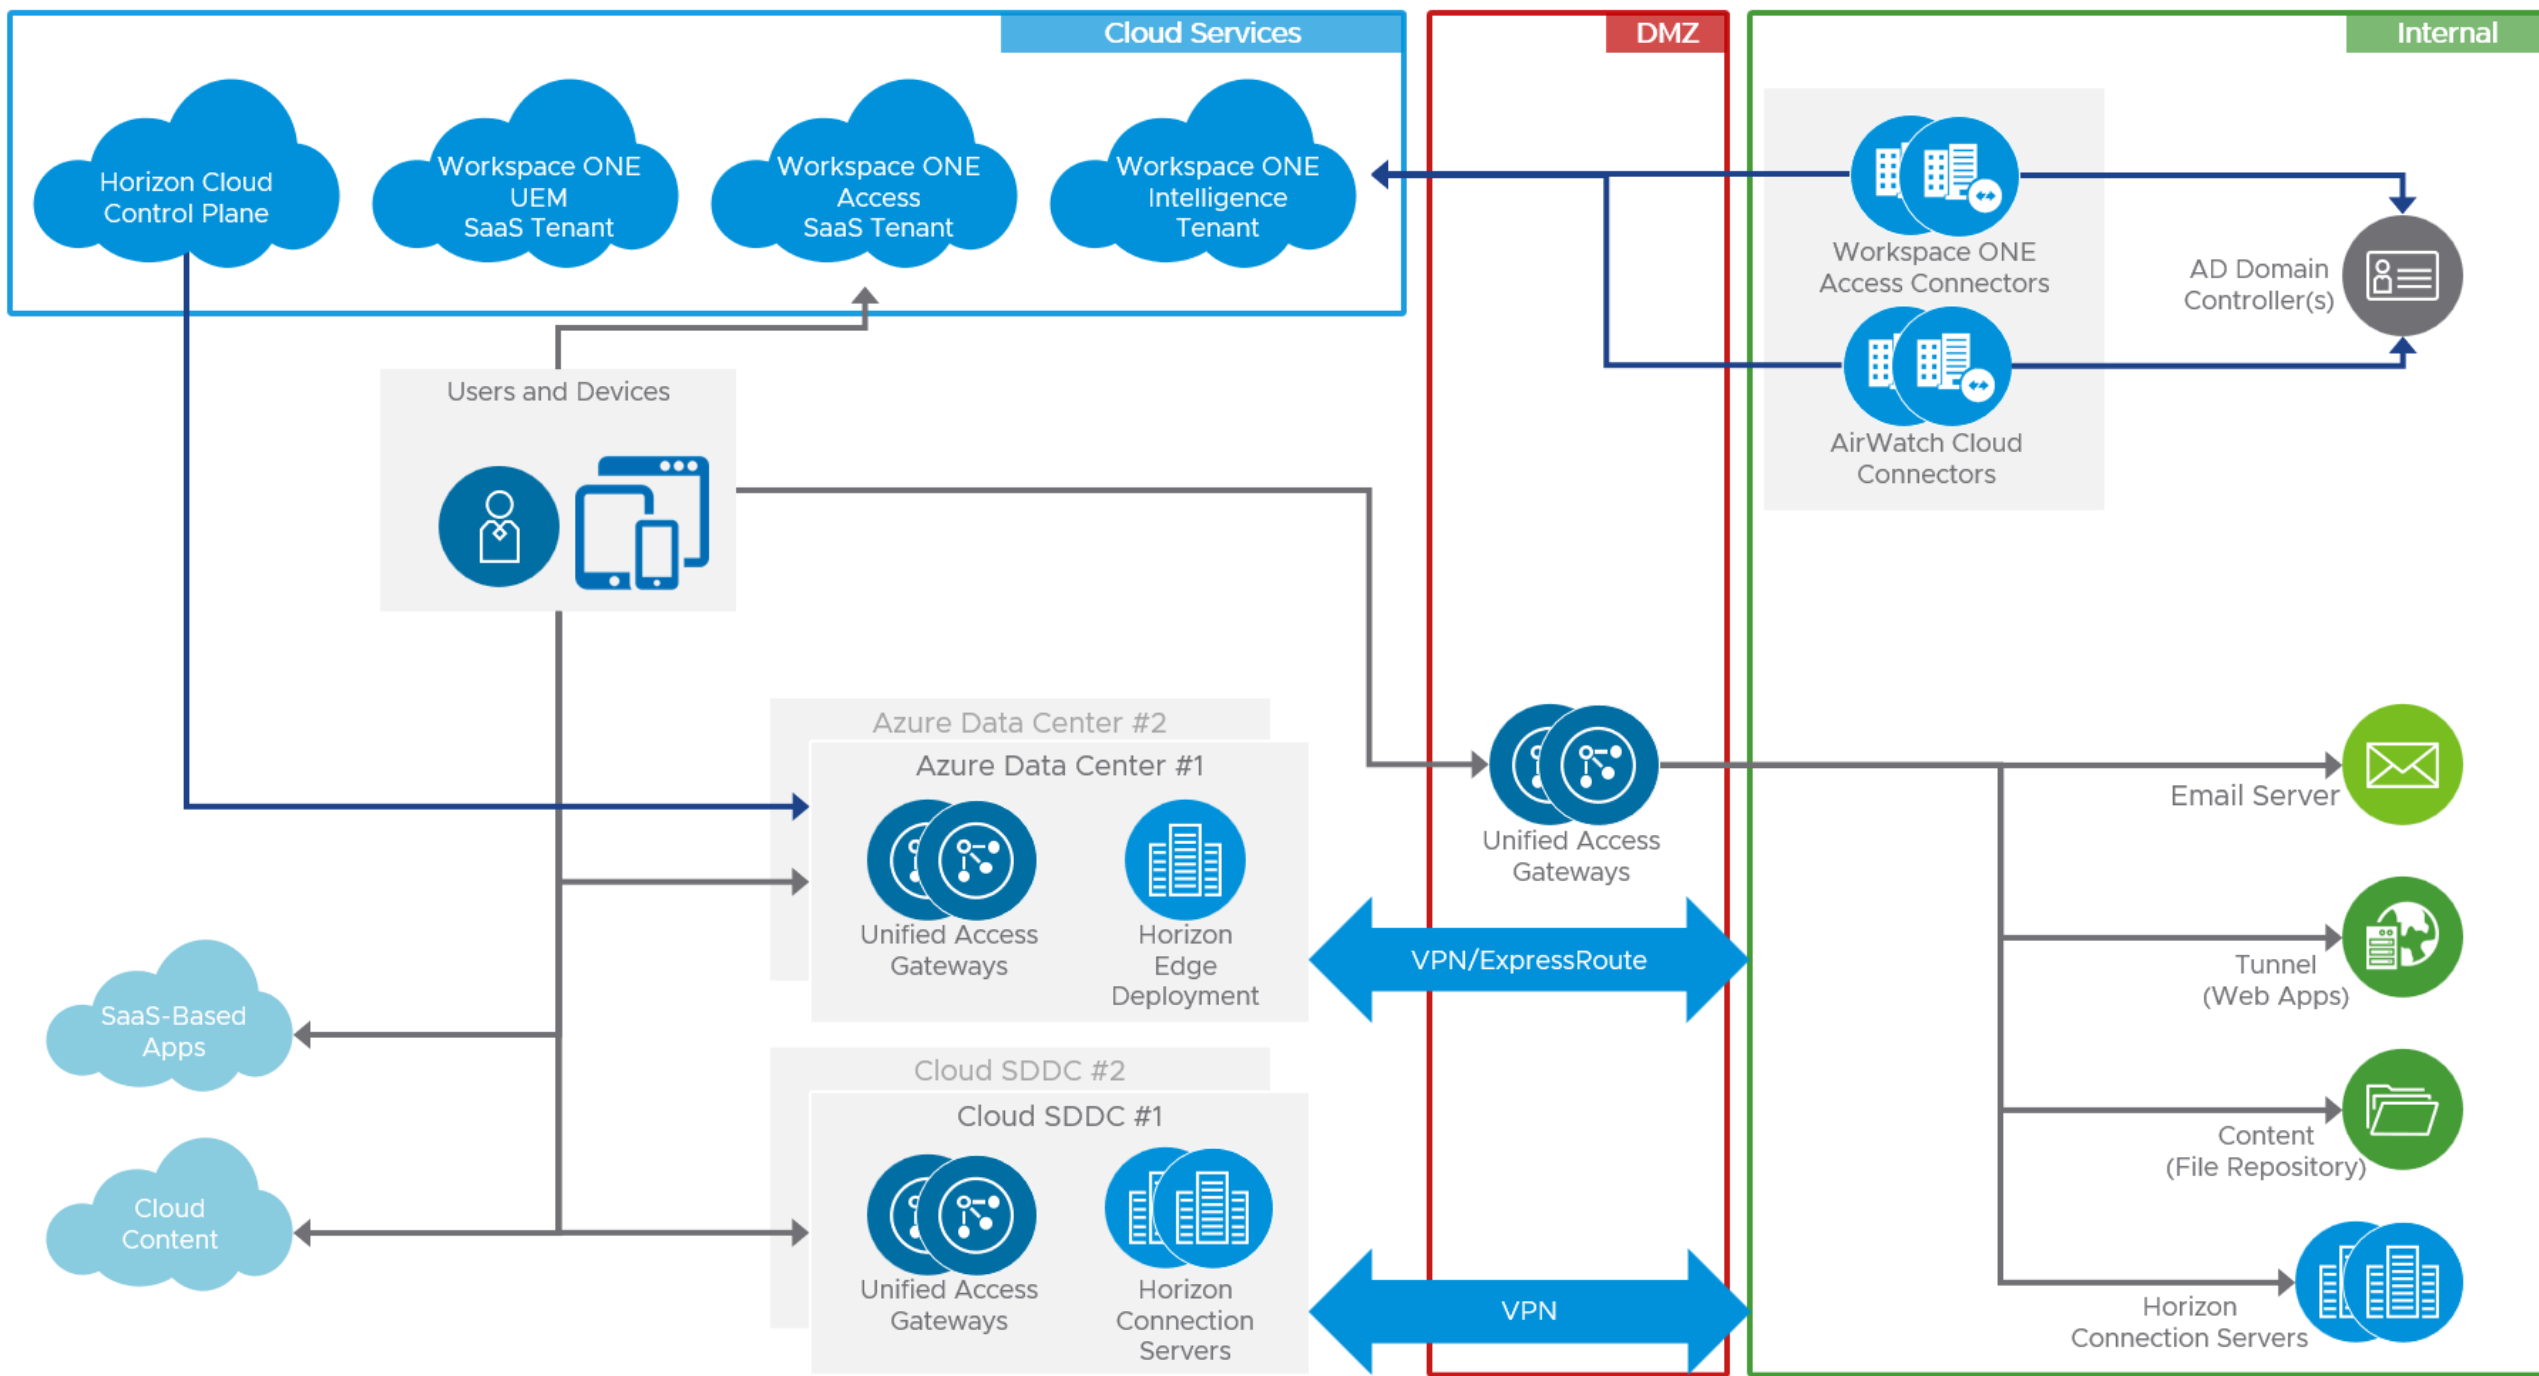 Cloud Services
DMZ
Internal
Horizon Cloud
Control Plane
Workspace ONE
UEM
SaaS Tenant
Workspace ONE
Access
SaaS Tenant
Workspace ONE
Intelligence
Tenant
Workspace ONE
Access Connectors
AD Domain
Controller(s)
AirWatch Cloud
Connectors
Users and Devices
Azure Data Center #2
Azure Data Center #1
Unified Access
Gateways
Horizon
Edge
Deployment
Unified Access
Gateways
VPN/ExpressRoute
Email Server
Tunnel
(Web Apps)
Content
(File Repository)
Horizon
Connection Servers
SaaS-Based
Apps
Cloud
Content
Cloud SDDC #2
Cloud SDDC #1
Unified Access
Gateways
Horizon
Connection
Servers
VPN